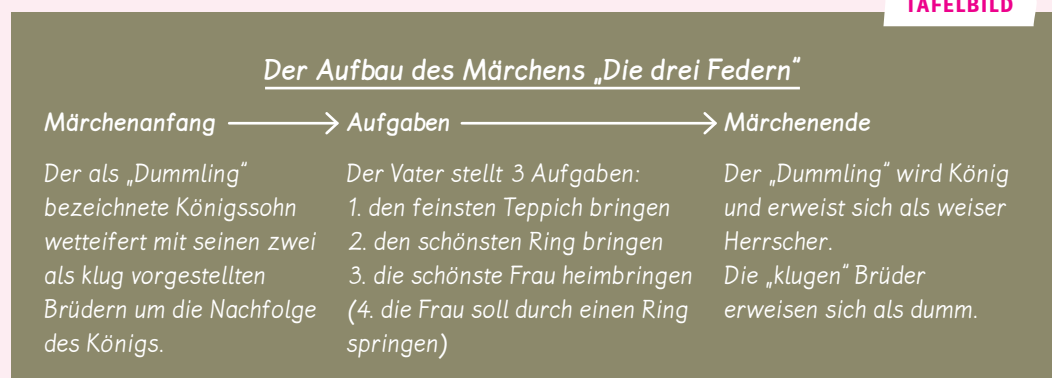 TAFELBILD
Der Aufbau des Märchens „Die drei Federn“
Märchenanfang
Der als „Dummling“
bezeichnete Königssohn
wetteifert mit seinen zwei
als klug vorgestellten
Brüdern um die Nachfolge
des Königs.
Aufgaben
Der Vater stellt 3 Aufgaben:
1. den feinsten Teppich bringen
2. den schönsten Ring bringen
3. die schönste Frau heimbringen
(4. die Frau soll durch einen Ring
springen)
Märchenende
Der „Dummling“ wird König
und erweist sich als weiser
Herrscher.
Die „klugen“ Brüder
erweisen sich als dumm.